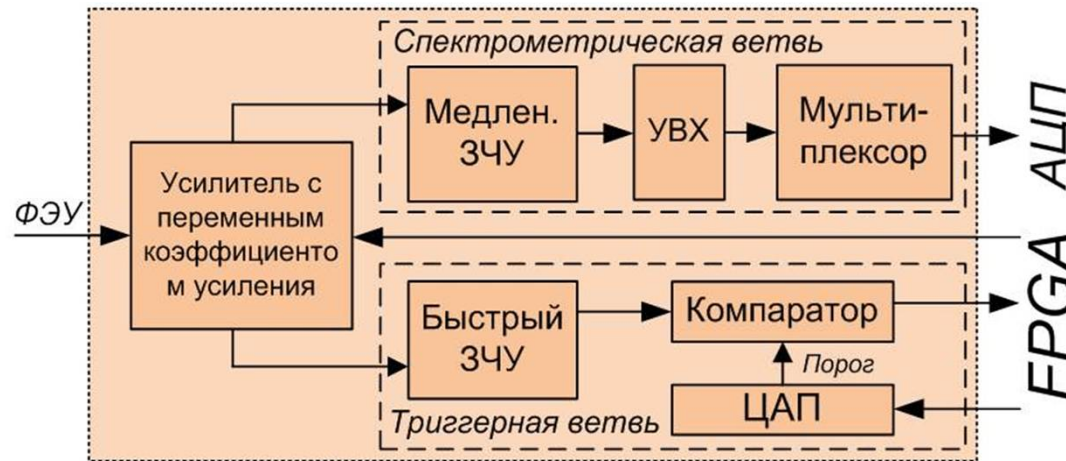 Спектрометрическая ветвь
Медлен.
ЗЧУ
УВХ
Мульти-
плексор
АЦП
ФЭУ
Усилитель с
переменным
коэффициенто
м усиления
FPGA
Быстрый
ЗЧУ
Компаратор
Порог
ЦАП
Триггерная ветвь